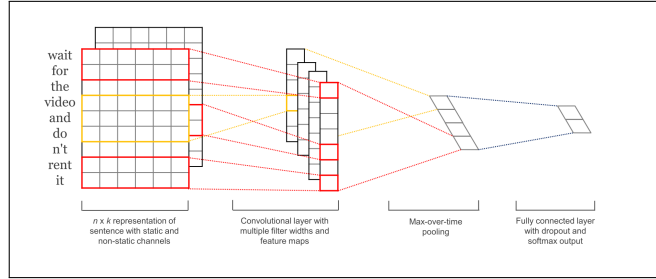 wait
for
the
video
and
do
n't
rent
it
n x k representation of
sentence with static and
non-static channels
Convolutional layer with
multiple filter widths and
feature maps
Max-over-time
pooling
Fully connected layer
with dropout and
softmax output